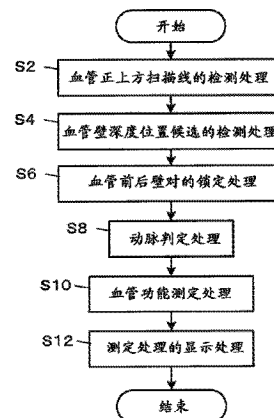 开始
S2
血管正上方扫描线的检测处理
S4
血管壁深度位置候选的检测处理
S6
血管前后壁对的锁定处理
S8
动脉判定处理
S10
血管功能测定处理
S12
测定处理的显示处理
结束